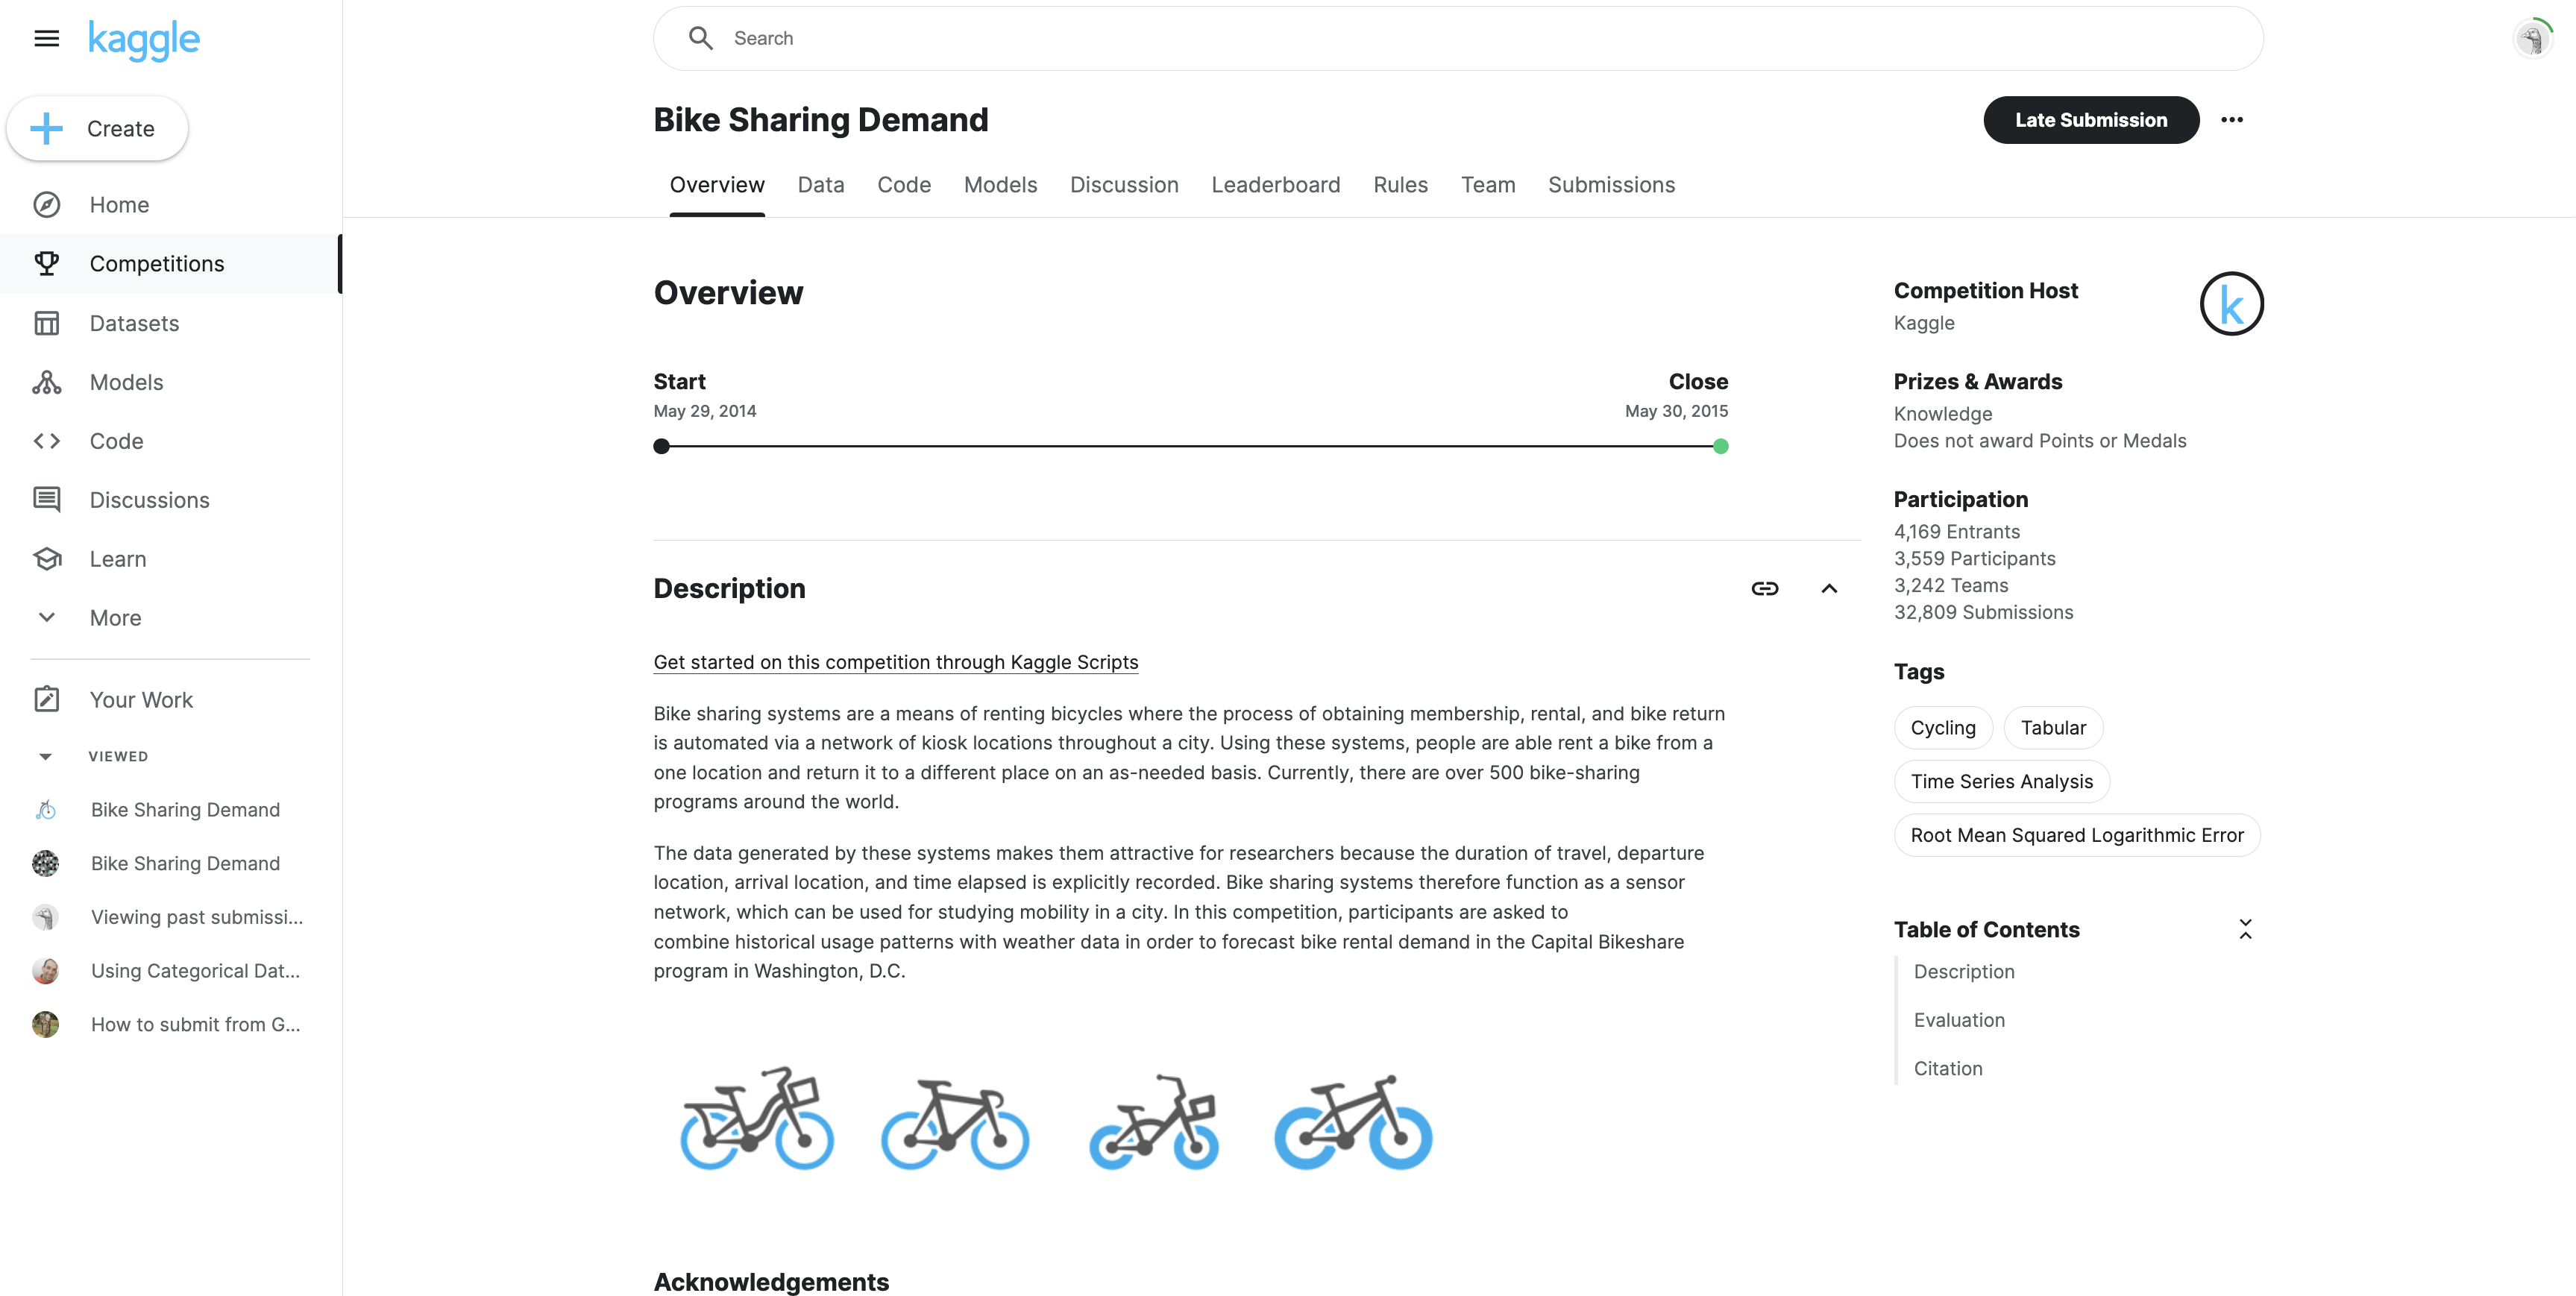 kaggle
Search
Create
Home
Competitions
Datasets
Models
Code
Discussions
Learn
More
Your Work
VIEWED
Bike Sharing Demand
Bike Sharing Demand
Viewing past submissi...
Using Categorical Dat...
How to submit from G...
Bike Sharing Demand
Late Submission
Overview Data Code Models Discussion Leaderboard Rules Team Submissions
Overview
Start
May 29, 2014
Close
May 30, 2015
Description
Get started on this competition through Kaggle Scripts
Bike sharing systems are a means of renting bicycles where the process of obtaining membership, rental, and bike return
is automated via a network of kiosk locations throughout a city. Using these systems, people are able rent a bike from a
one location and return it to a different place on an as-needed basis. Currently, there are over 500 bike-sharing
programs around the world.
The data generated by these systems makes them attractive for researchers because the duration of travel, departure
location, arrival location, and time elapsed is explicitly recorded. Bike sharing systems therefore function as a sensor
network, which can be used for studying mobility in a city. In this competition, participants are asked to
combine historical usage patterns with weather data in order to forecast bike rental demand in the Capital Bikeshare
program in Washington, D.C.
Acknowledgements
Competition Host
Kaggle
k
Prizes & Awards
Knowledge
Does not award Points or Medals
Participation
4,169 Entrants
3,559 Participants
3,242 Teams
32,809 Submissions
Tags
Cycling Tabular
Time Series Analysis
Root Mean Squared Logarithmic Error
Table of Contents
Description
Evaluation
Citation